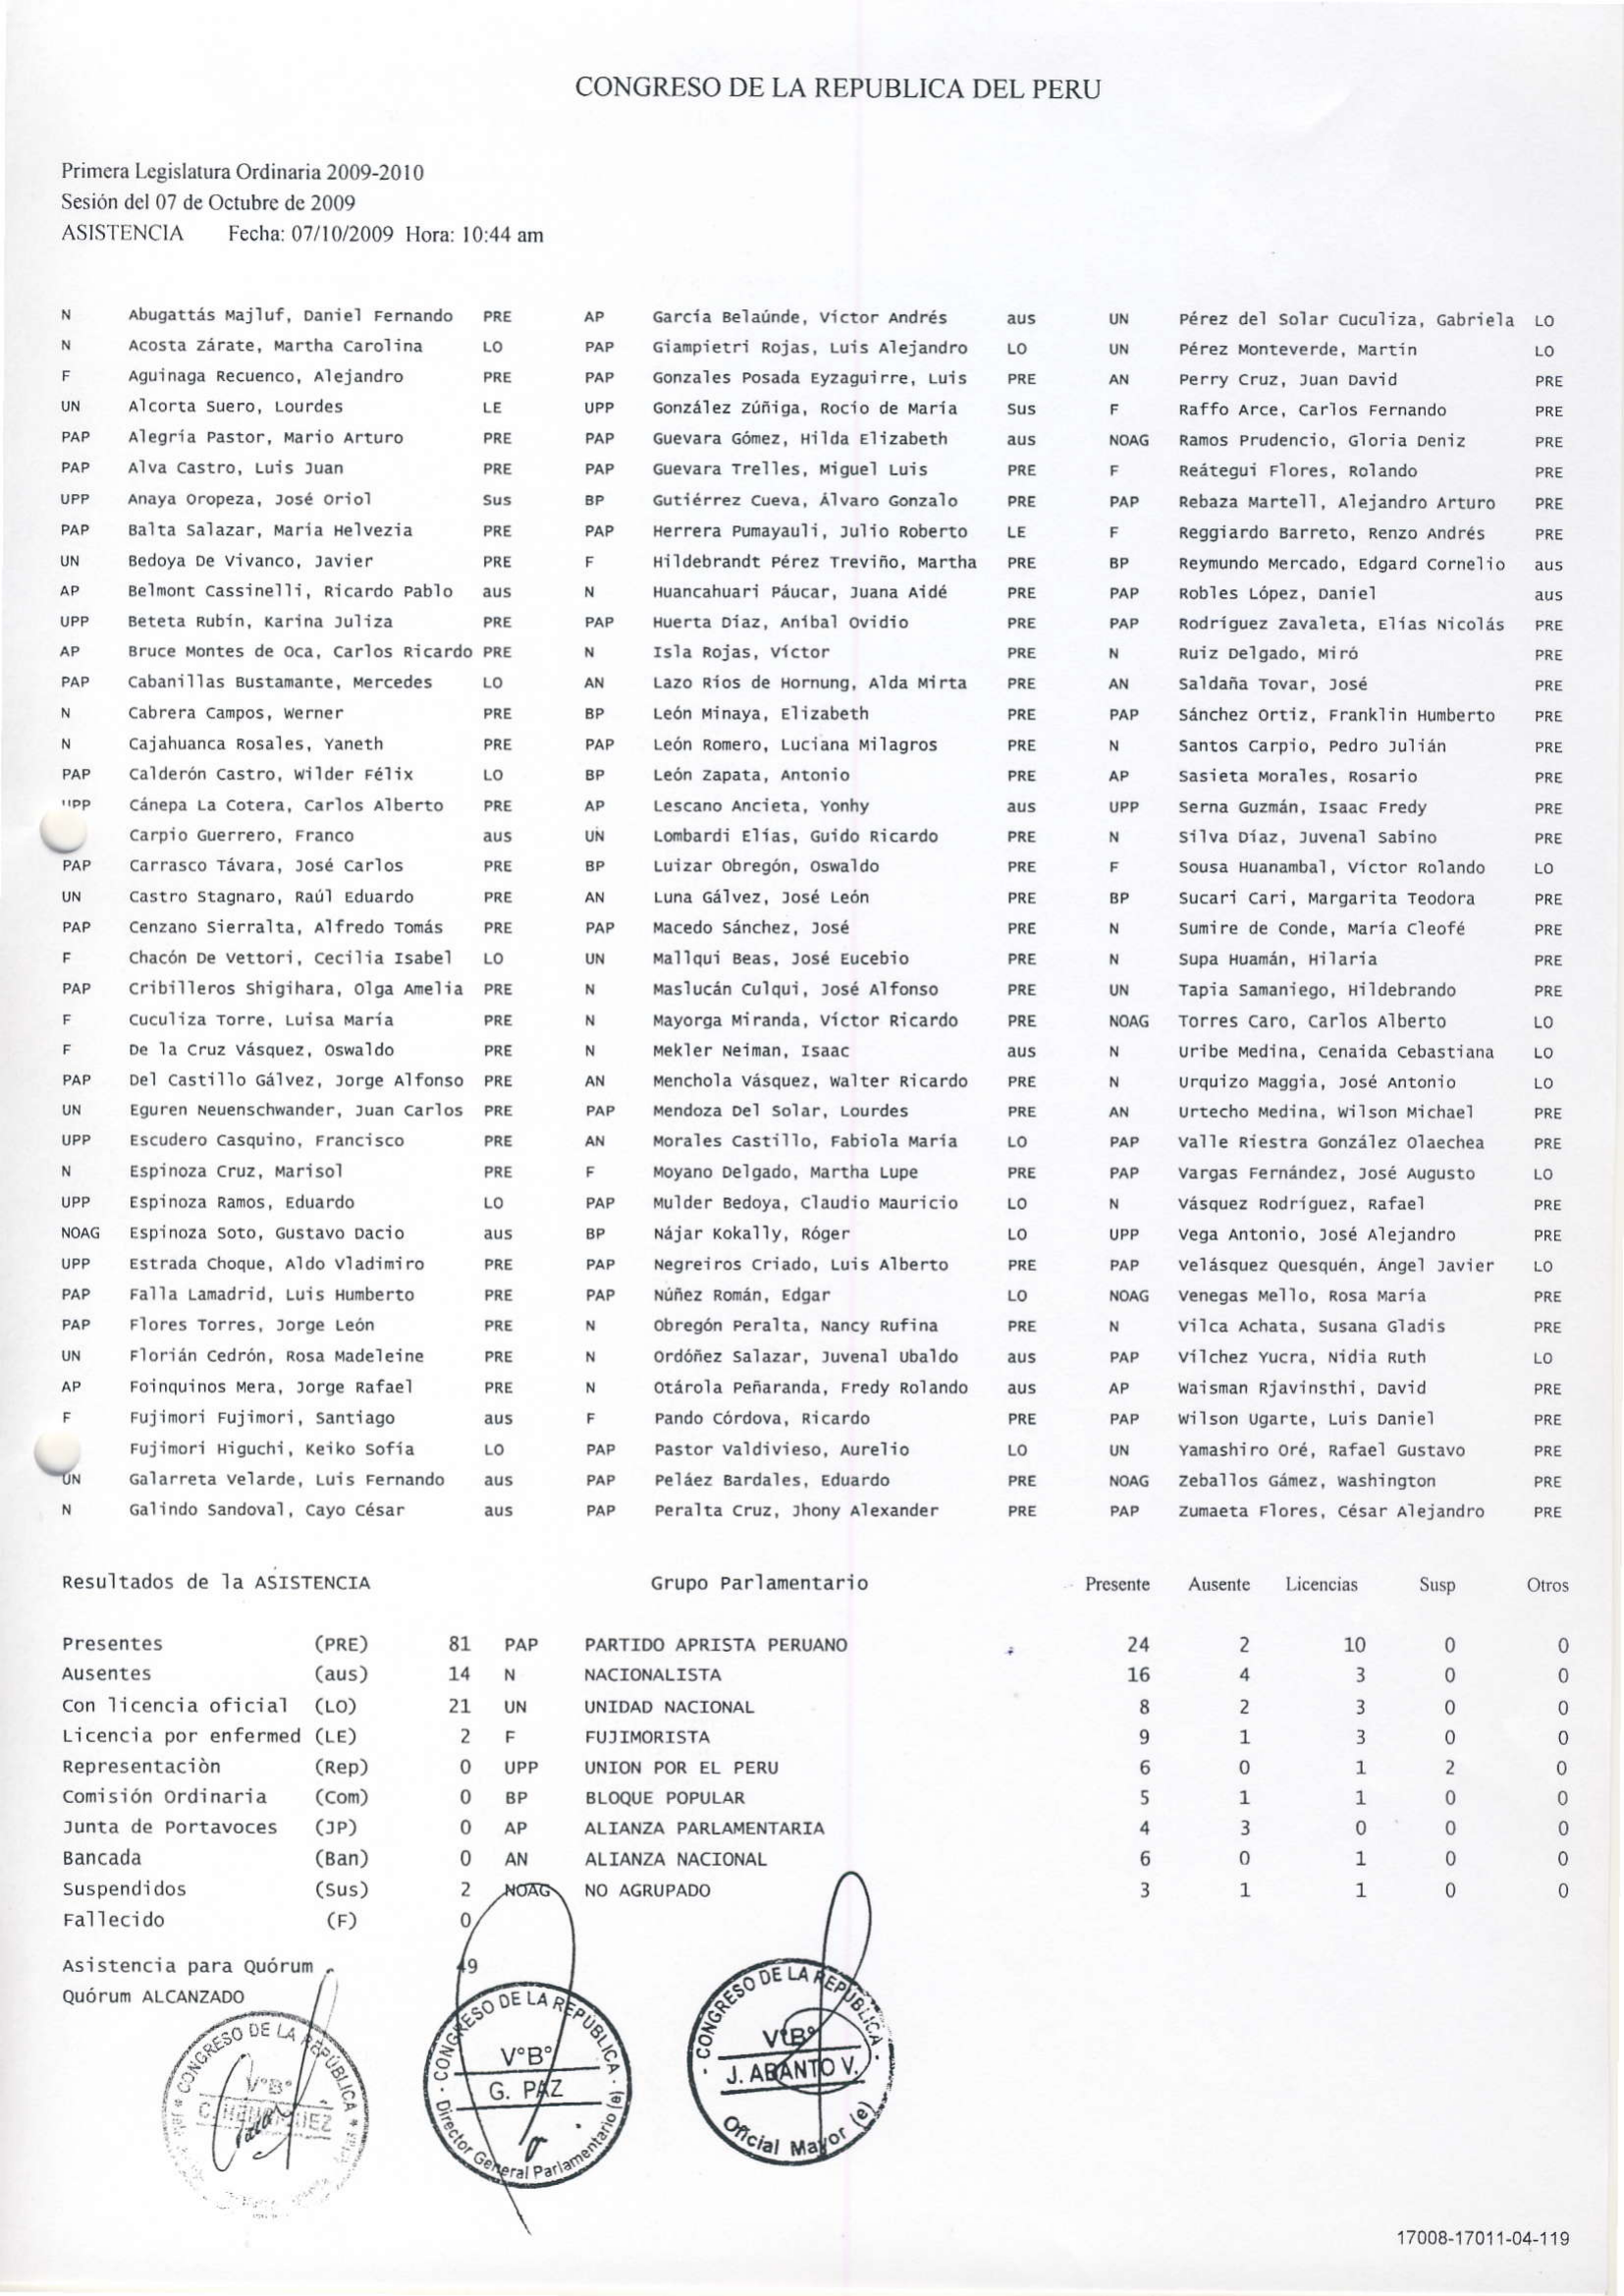 CONGRESO DE LA REPUBLICA DEL PERU
Primera Legislatura Ordinaria 2009-2010
Sesión del 07 de Octubre de 2009
ASISTENCIA Fecha: 07/10/2009 Hora: 10:44 am
N Abugattás Majluf, Daniel Fernando PRE AP García Belaúnde, Víctor Andrés aus UN Pérez del Solar Cuculiza, Gabriela LO
N Acosta Zárate, Martha Carolina LO PAP Giampietri Rojas, Luis Alejandro LO UN Pérez Monteverde, Martín LO
F Aguinaga Recuenco, Alejandro PRE PAP Gonzales Posada Eyzaguirre, Luis PRE AN Perry Cruz, Juan David PRE
UN Alcorta Suero, Lourdes LE UPP González Zúñiga, Rocío de María Sus F Raffo Arce, Carlos Fernando PRE
PAP Alegría Pastor, Mario Arturo PRE PAP Guevara Gómez, Hilda Elizabeth aus NOAG Ramos Prudencio, Gloria Deniz PRE
PAP Alva Castro, Luis Juan PRE PAP Guevara Trelles, Miguel Luis PRE F Reátegui Flores, Rolando PRE
UPP Anaya Oropeza, José Oriol Sus BP Gutiérrez Cueva, Álvaro Gonzalo PRE PAP Rebaza Martell, Alejandro Arturo PRE
PAP Balta Salazar, María Helvezia PRE PAP Herrera Pumayauli, Julio Roberto LE F Reggiardo Barreto, Renzo Andrés PRE
UN Bedoya De Vivanco, Javier PRE F Hildebrandt Pérez Treviño, Martha PRE BP Reymundo Mercado, Edgard Cornelio aus
AP Belmont Cassinelli, Ricardo Pablo aus N Huancahuari Páucar, Juana Aidé PRE PAP Robles López, Daniel aus
UPP Beteta Rubín, Karina Juliza PRE PAP Huerta Díaz, Aníbal Ovidio PRE PAP Rodríguez Zavaleta, Elías Nicolás PRE
AP Bruce Montes de Oca, Carlos Ricardo PRE N Isla Rojas, Víctor PRE N Ruiz Delgado, Miró PRE
PAP Cabanillas Bustamante, Mercedes LO AN Lazo Ríos de Hornung, Alda Mirta PRE AN Saldaña Tovar, José PRE
N Cabrera Campos, Werner PRE BP León Minaya, Elizabeth PRE PAP Sánchez Ortiz, Franklin Humberto PRE
N Cajahuanca Rosales, Yaneth PRE PAP León Romero, Luciana Milagros PRE N Santos Carpio, Pedro Julián PRE
PAP Calderón Castro, Wilder Félix LO BP León Zapata, Antonio PRE AP Sasieta Morales, Rosario PRE
UPP Cánepa La Cotera, Carlos Alberto PRE AP Lescano Ancieta, Yonhy aus UPP Serna Guzmán, Isaac Fredy PRE
Carpio Guerrero, Franco aus UN Lombardi Elías, Guido Ricardo PRE N Silva Díaz, Juvenal Sabino PRE
PAP Carrasco Távara, José Carlos PRE BP Luizar Obregón, Oswaldo PRE F Sousa Huanambal, Víctor Rolando LO
UN Castro Stagnaro, Raúl Eduardo PRE AN Luna Gálvez, José León PRE BP Sucari Cari, Margarita Teodora PRE
PAP Cenzano Sierralta, Alfredo Tomás PRE PAP Macedo Sánchez, José PRE N Sumire de Conde, María Cleofé PRE
F Chacón De Vettori, Cecilia Isabel LO UN Mallqui Beas, José Eucebio PRE N Supa Huamán, Hilaria PRE
PAP Cribilleros Shigihara, Olga Amelia PRE N Maslucán Culqui, José Alfonso PRE UN Tapia Samaniego, Hildebrando PRE
F Cuculiza Torre, Luisa María PRE N Mayorga Miranda, Víctor Ricardo PRE NOAG Torres Caro, Carlos Alberto LO
F De la Cruz Vásquez, Oswaldo PRE N Mekler Neiman, Isaac aus N Uribe Medina, Cenaida Cebastiana LO
PAP Del Castillo Gálvez, Jorge Alfonso PRE AN Menchola Vásquez, Walter Ricardo PRE N Urquizo Maggia, José Antonio LO
UN Eguren Neuenschwander, Juan Carlos PRE PAP Mendoza Del Solar, Lourdes PRE AN Urtecho Medina, Wilson Michael PRE
UPP Escudero Casquino, Francisco PRE AN Morales Castillo, Fabiola María LO PAP Valle Riestra González Olaechea PRE
N Espinoza Cruz, Marisol PRE F Moyano Delgado, Martha Lupe PRE PAP Vargas Fernández, José Augusto LO
UPP Espinoza Ramos, Eduardo LO PAP Mulder Bedoya, Claudio Mauricio LO N Vásquez Rodríguez, Rafael PRE
NOAG Espinoza Soto, Gustavo Dacio aus BP Nájar Kokally, Róger LO UPP Vega Antonio, José Alejandro PRE
UPP Estrada Choque, Aldo Vladimiro PRE PAP Negreiros Criado, Luis Alberto PRE PAP Velásquez Quesquén, Ángel Javier LO
PAP Falla Lamadrid, Luis Humberto PRE PAP Núñez Román, Edgar LO NOAG Venegas Mello, Rosa María PRE
PAP Flores Torres, Jorge León PRE N Obregón Peralta, Nancy Rufina PRE N Vilca Achata, Susana Gladis PRE
UN Florián Cedrón, Rosa Madeleine PRE N Ordóñez Salazar, Juvenal Ubaldo aus PAP Vilchez Yucra, Nidia Ruth LO
AP Foinquinos Mera, Jorge Rafael PRE N Otárola Peñaranda, Fredy Rolando aus AP Waisman Rjavinsthi, David PRE
F Fujimori Fujimori, Santiago aus F Pando Córdova, Ricardo PRE PAP Wilson Ugarte, Luis Daniel PRE
Fujimori Higuchi, Keiko Sofía LO PAP Pastor Valdivieso, Aurelio LO UN Yamashiro Oré, Rafael Gustavo PRE
UN Galarreta Velarde, Luis Fernando aus PAP Peláez Bardales, Eduardo PRE NOAG Zeballos Gámez, Washington PRE
N Galindo Sandoval, Cayo César aus PAP Peralta Cruz, Jhony Alexander PRE PAP Zumaeta Flores, César Alejandro PRE
Resultados de la ASISTENCIA Grupo Parlamentario Presente Ausente Licencias Susp Otros
Presentes (PRE) 81 PAP PARTIDO APRISTA PERUANO 24 2 10 0 0
Ausentes (aus) 14 N NACIONALISTA 16 4 3 0 0
Con licencia oficial (LO) 21 UN UNIDAD NACIONAL 8 2 3 0 0
Licencia por enfermed (LE) 2 F FUJIMORISTA 9 1 3 0 0
Representaciòn (Rep) 0 UPP UNION POR EL PERU 6 0 1 2 0
Comisión Ordinaria (Com) 0 BP BLOQUE POPULAR 5 1 1 0 0
Junta de Portavoces (JP) 0 AP ALIANZA PARLAMENTARIA 4 3 0 0 0
Bancada (Ban) 0 AN ALIANZA NACIONAL 6 0 1 0 0
Suspendidos (Sus) 2 NOAG NO AGRUPADO 3 1 1 0 0
Fallecido (F) 0
Asistencia para Quórum 49
Quórum ALCANZADO
CONGRESO DE LA REPÚBLICA
V°B°
CONGRESO DE LA REPÚBLICA
V°B°
G. PAZ
Director General Parlamentario (e)
CONGRESO DE LA REPÚBLICA
V°B°
J. ABANTO V.
Oficial Mayor (e)
17008-17011-04-119